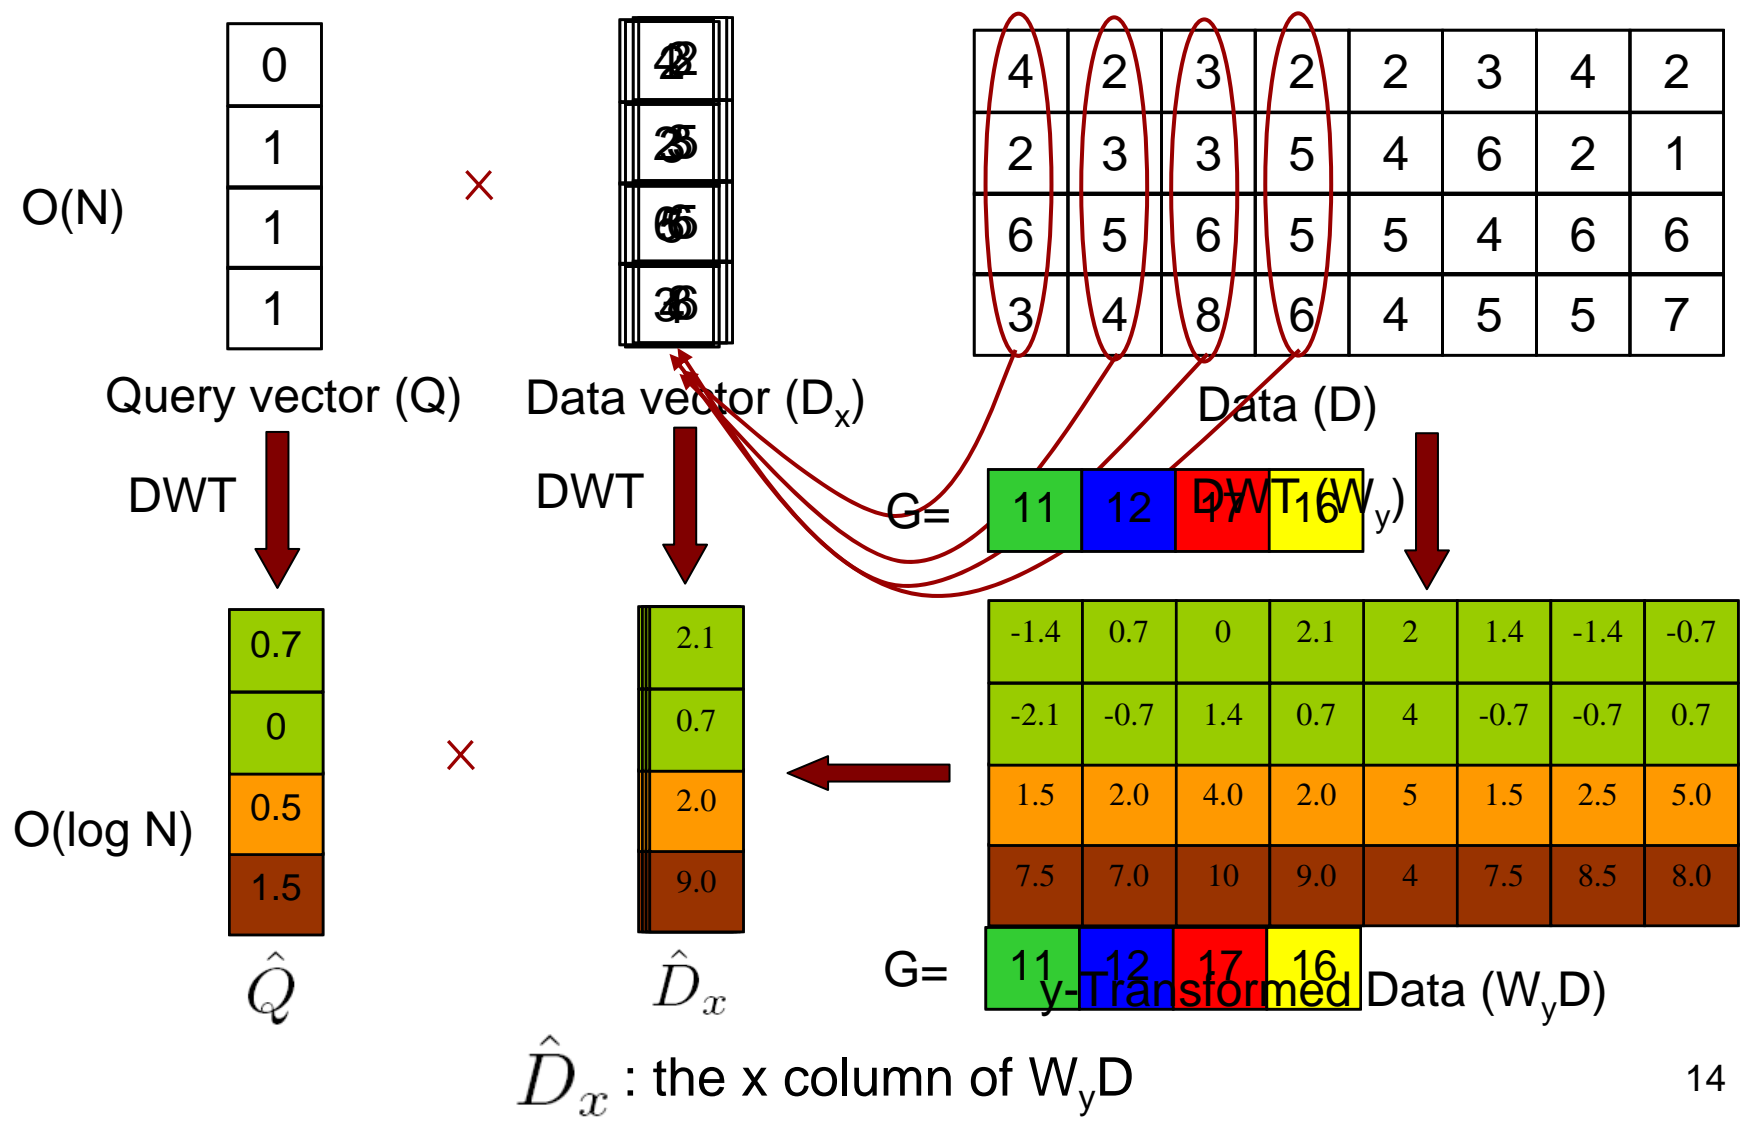 0
1
1
1
O(N)
×
4 2 3 2 2 3 4 2
2 3 3 5 4 6 2 1
6 5 6 5 5 4 6 6
3 4 8 6 4 5 5 7
Query vector (Q)
Data vector (Dx)
Data (D)
DWT
DWT
DWT (Wy)
G= 11 12 17 16
0.7
0
0.5
1.5
O(log N)
×
2.1
0.7
2.0
9.0
-1.4 0.7 0 2.1 2 1.4 -1.4 -0.7
-2.1 -0.7 1.4 0.7 4 -0.7 -0.7 0.7
1.5 2.0 4.0 2.0 5 1.5 2.5 5.0
7.5 7.0 10 9.0 4 7.5 8.5 8.0
G= 11 12 17 16
y-Transformed Data (WyD)
Q̂
D̂x
D̂x : the x column of WyD
14